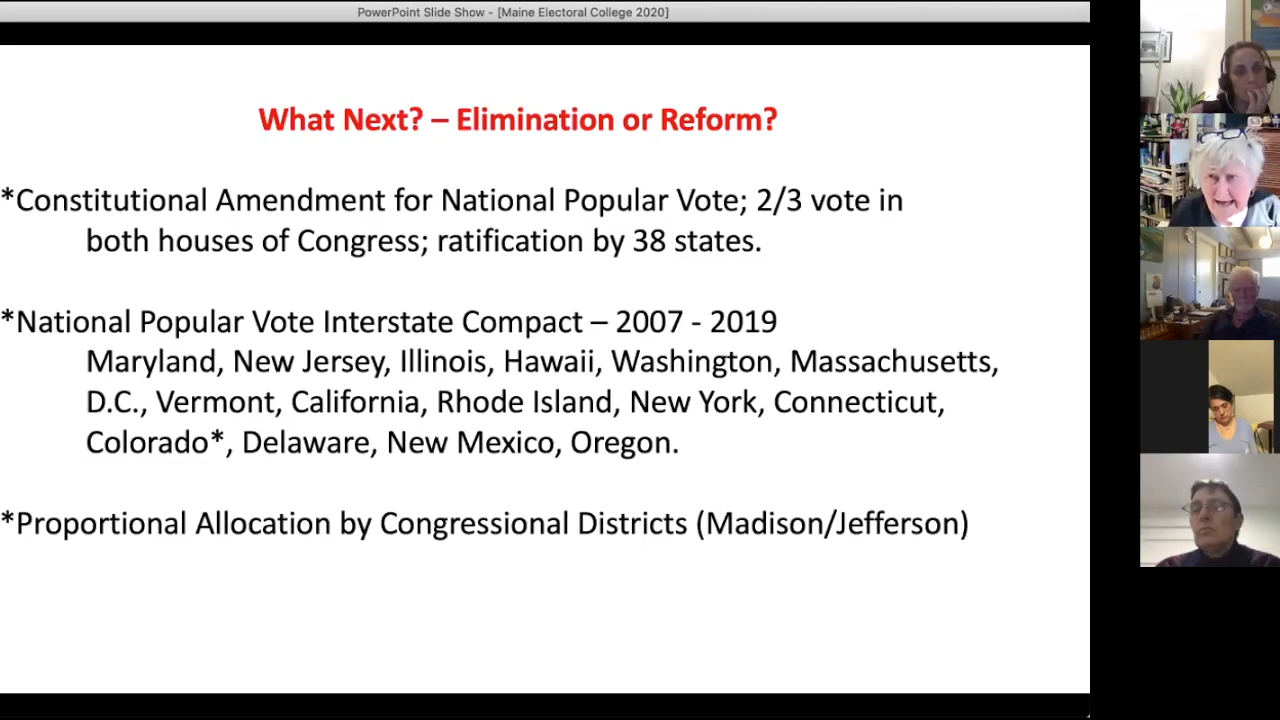 PowerPoint Slide Show - [Maine Electoral College 2020]
What Next? – Elimination or Reform?
*Constitutional Amendment for National Popular Vote; 2/3 vote in
both houses of Congress; ratification by 38 states.
*National Popular Vote Interstate Compact – 2007 - 2019
Maryland, New Jersey, Illinois, Hawaii, Washington, Massachusetts,
D.C., Vermont, California, Rhode Island, New York, Connecticut,
Colorado*, Delaware, New Mexico, Oregon.
*Proportional Allocation by Congressional Districts (Madison/Jefferson)